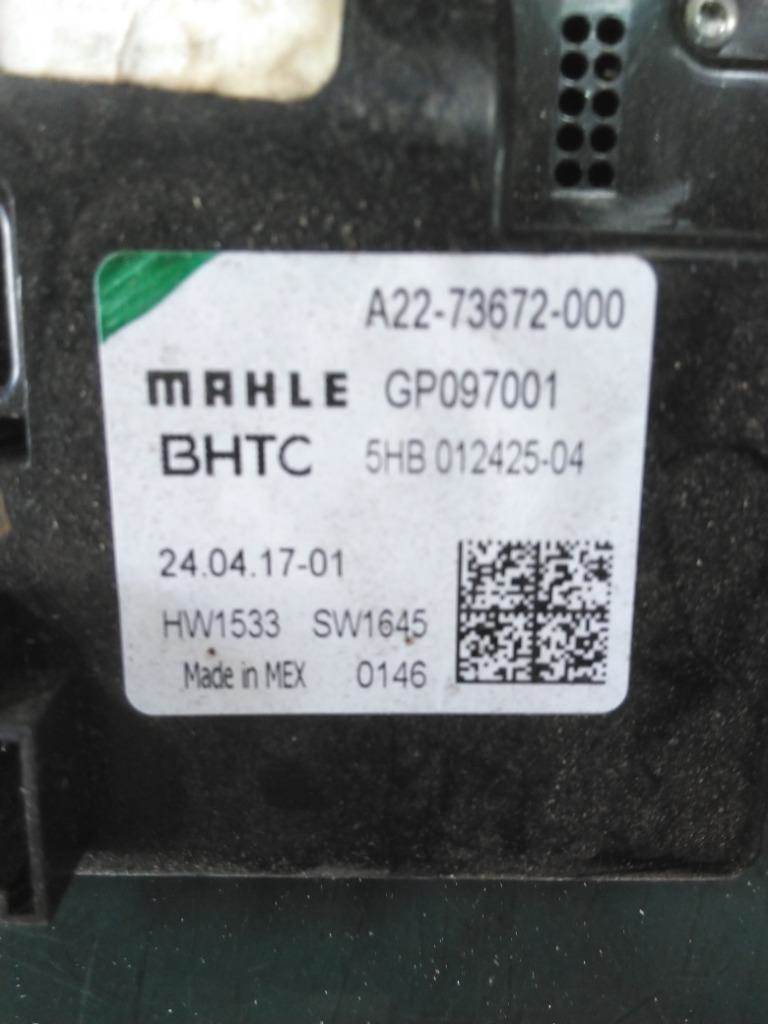 A22-73672-000
MAHLE GP097001
BHTC 5HB 012425-04
24.04.17-01
HW1533 SW1645
Made in MEX 0146